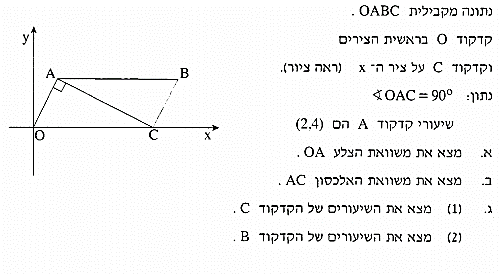 נתונה מקבילית OABC .
קדקוד O בראשית הצירים
וקדקוד C על ציר ה- x (ראה ציור).
נתון: ∢OAC = 90°
שיעורי קדקוד A הם (2,4)
א. מצא את משוואת הצלע OA .
ב. מצא את משוואת האלכסון AC .
ג. (1) מצא את השיעורים של הקדקוד C .
(2) מצא את השיעורים של הקדקוד B .
y
A B
O C x